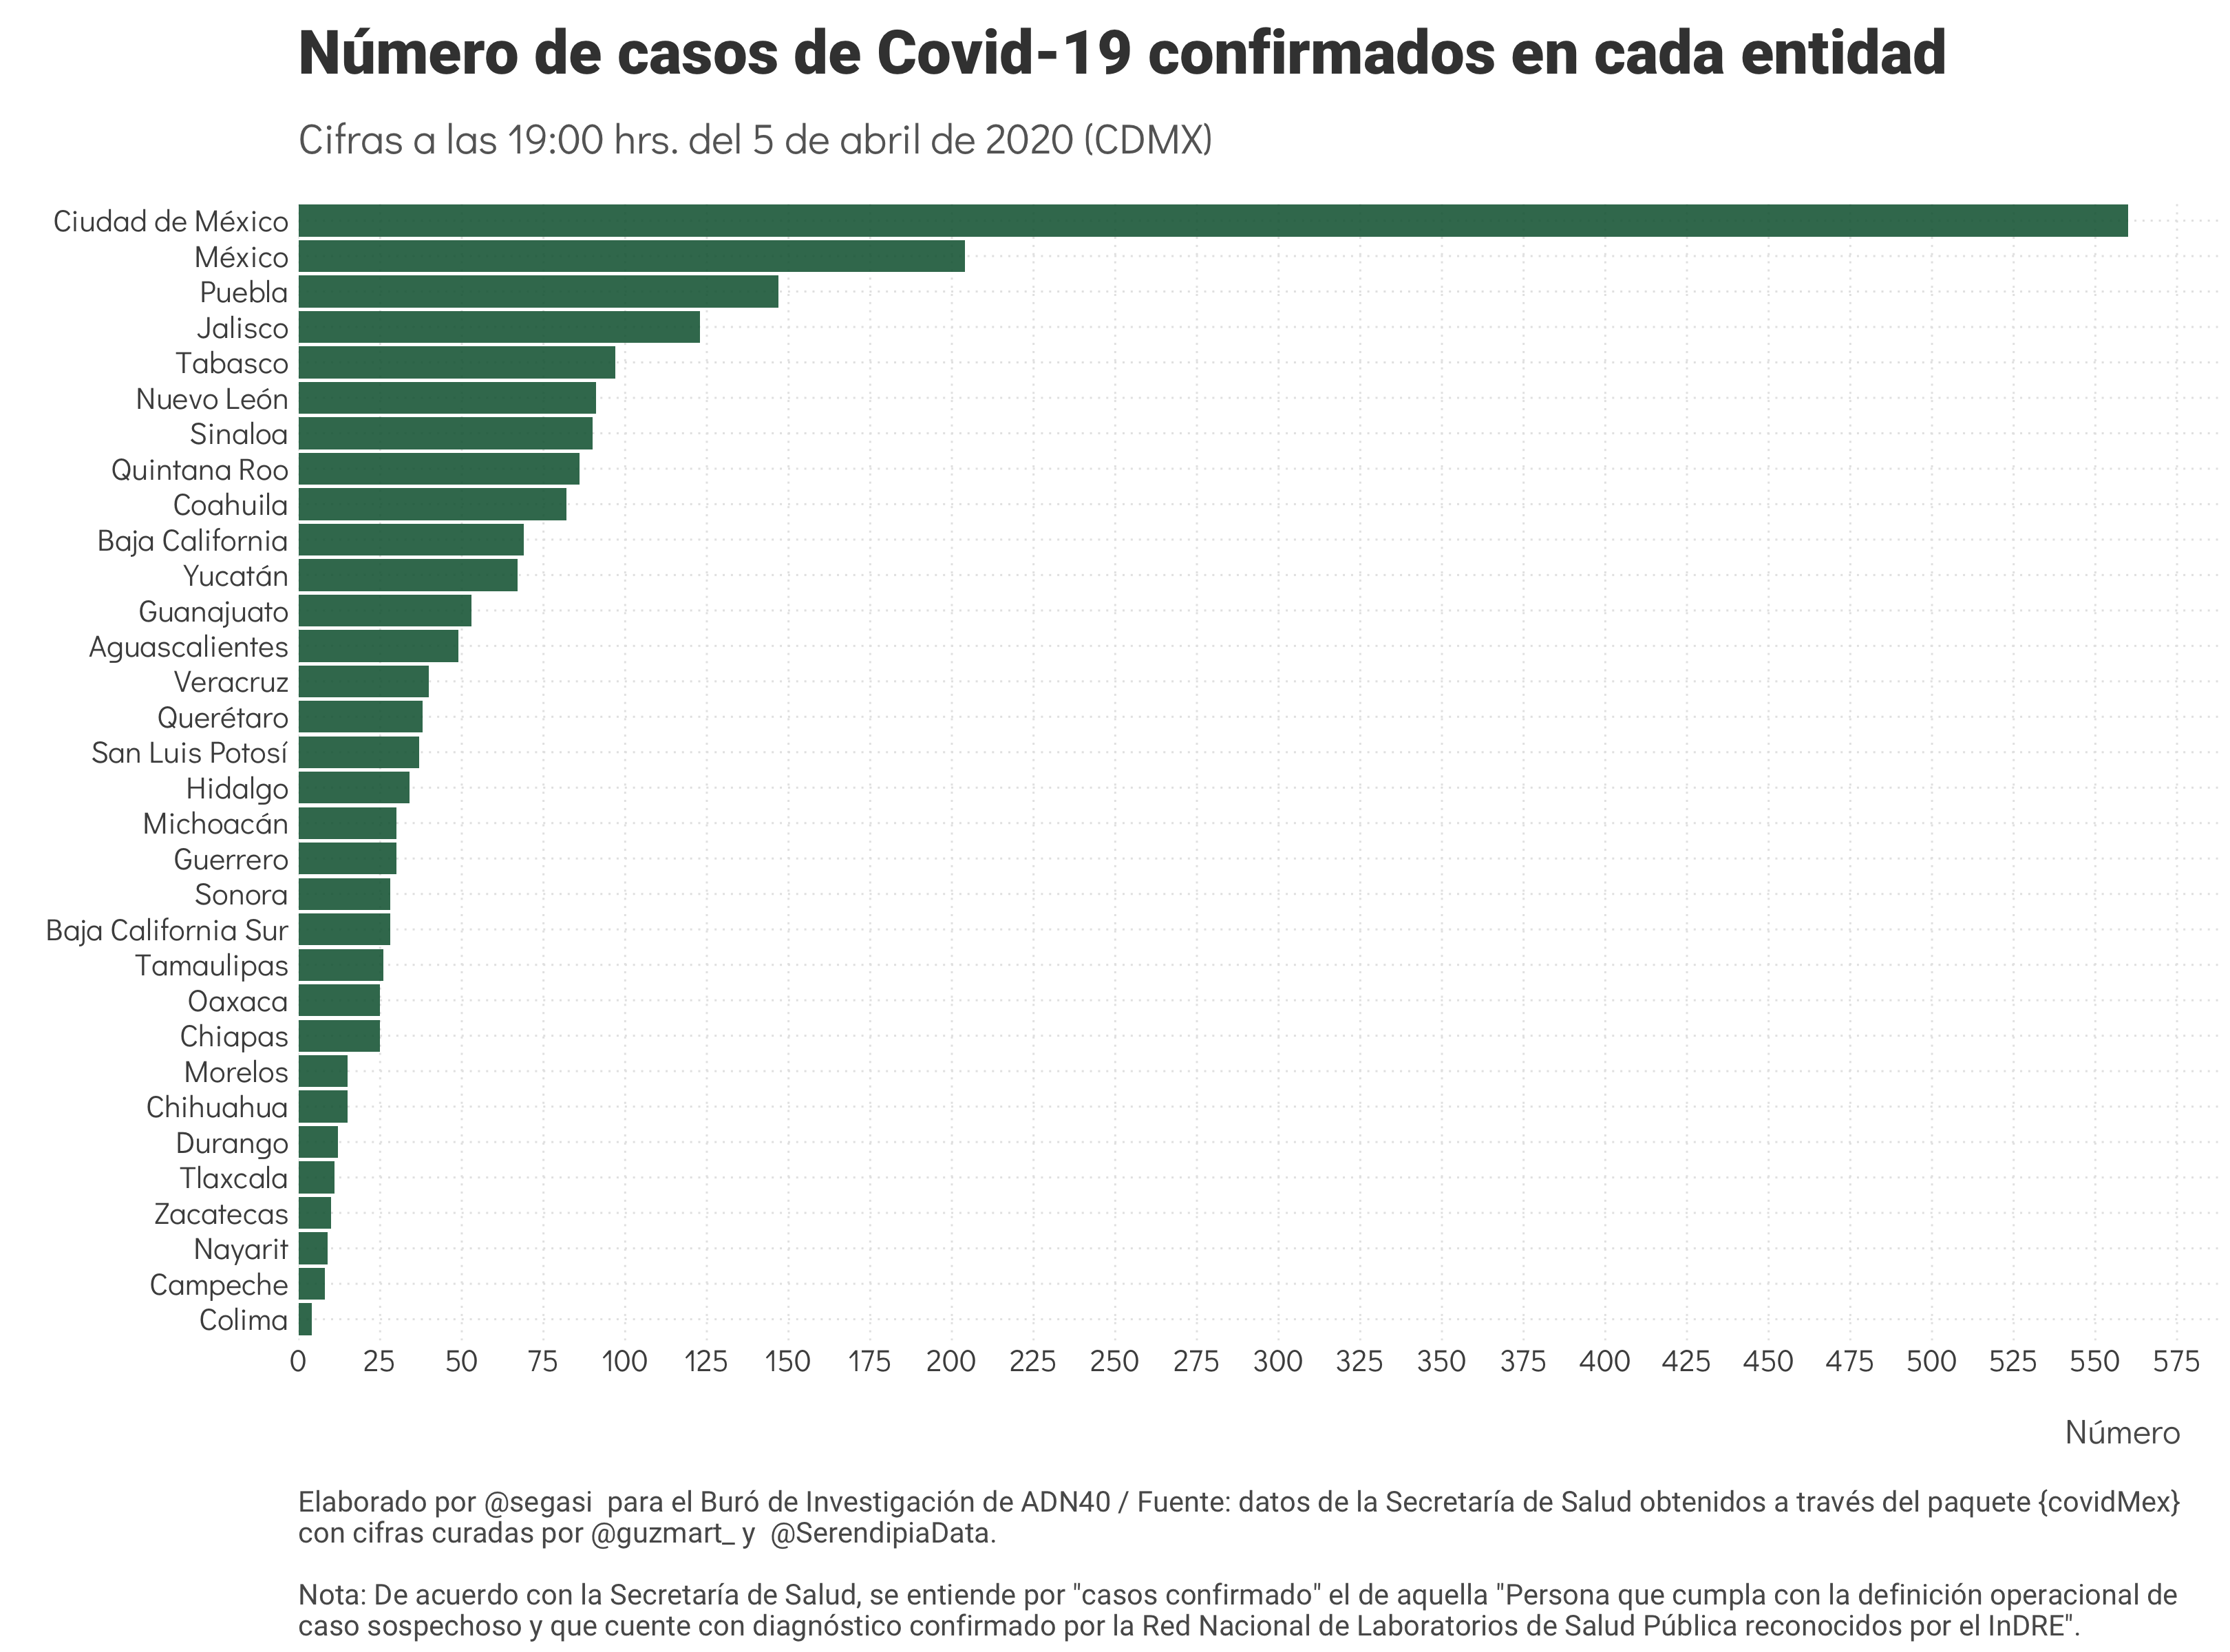 Número de casos de Covid-19 confirmados en cada entidad
Cifras a las 19:00 hrs. del 5 de abril de 2020 (CDMX)
Ciudad de México
México
Puebla
Jalisco
Tabasco
Nuevo León
Sinaloa
Quintana Roo
Coahuila
Baja California
Yucatán
Guanajuato
Aguascalientes
Veracruz
Querétaro
San Luis Potosí
Hidalgo
Michoacán
Guerrero
Sonora
Baja California Sur
Tamaulipas
Oaxaca
Chiapas
Morelos
Chihuahua
Durango
Tlaxcala
Zacatecas
Nayarit
Campeche
Colima
0 25 50 75 100 125 150 175 200 225 250 275 300 325 350 375 400 425 450 475 500 525 550 575
Número
Elaborado por @segasi para el Buró de Investigación de ADN40 / Fuente: datos de la Secretaría de Salud obtenidos a través del paquete {covidMex}
con cifras curadas por @guzmart_ y @SerendipiaData.
Nota: De acuerdo con la Secretaría de Salud, se entiende por "casos confirmado" el de aquella "Persona que cumpla con la definición operacional de
caso sospechoso y que cuente con diagnóstico confirmado por la Red Nacional de Laboratorios de Salud Pública reconocidos por el InDRE".